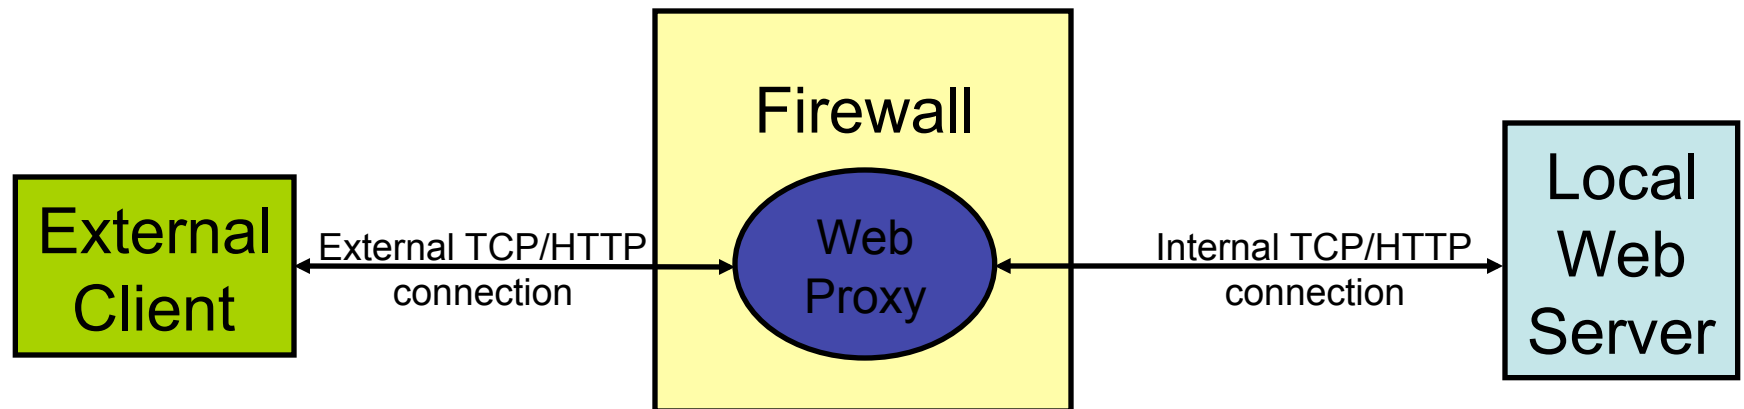 Firewall
External
Client
External TCP/HTTP
connection
Web
Proxy
Internal TCP/HTTP
connection
Local
Web
Server